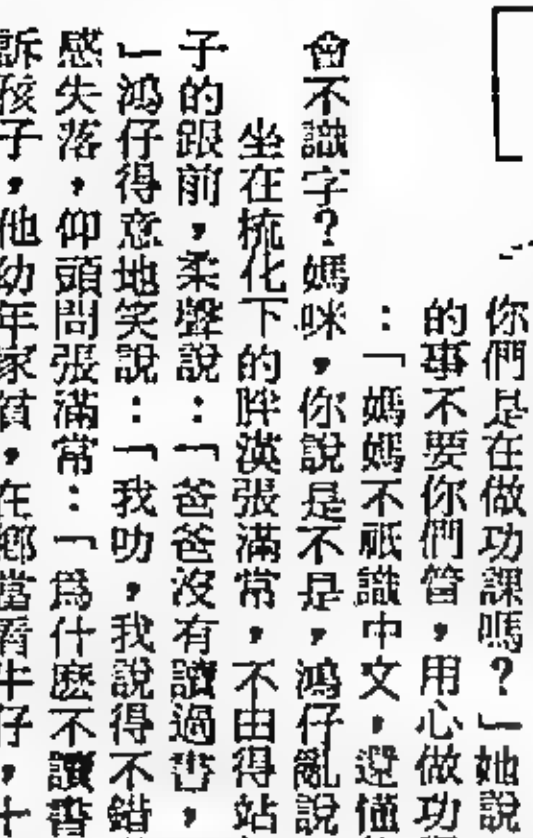 你們是在做功課嗎？」她說
的事不要你們管，用心做功
：「媽媽不祇識中文，還懂
會不識字？媽咪，你說是不是，鴻仔亂說
坐在梳化下的胖漢張滿常，不由得站
子的跟前，柔聲說：「爸爸沒有讀過書，
」鴻仔得意地笑說：「我叻，我說得不錯
感失落，仰頭問張滿常：「爲什麽不讀書
訴孩子，他幼年家貧，在鄉當看牛仔，十